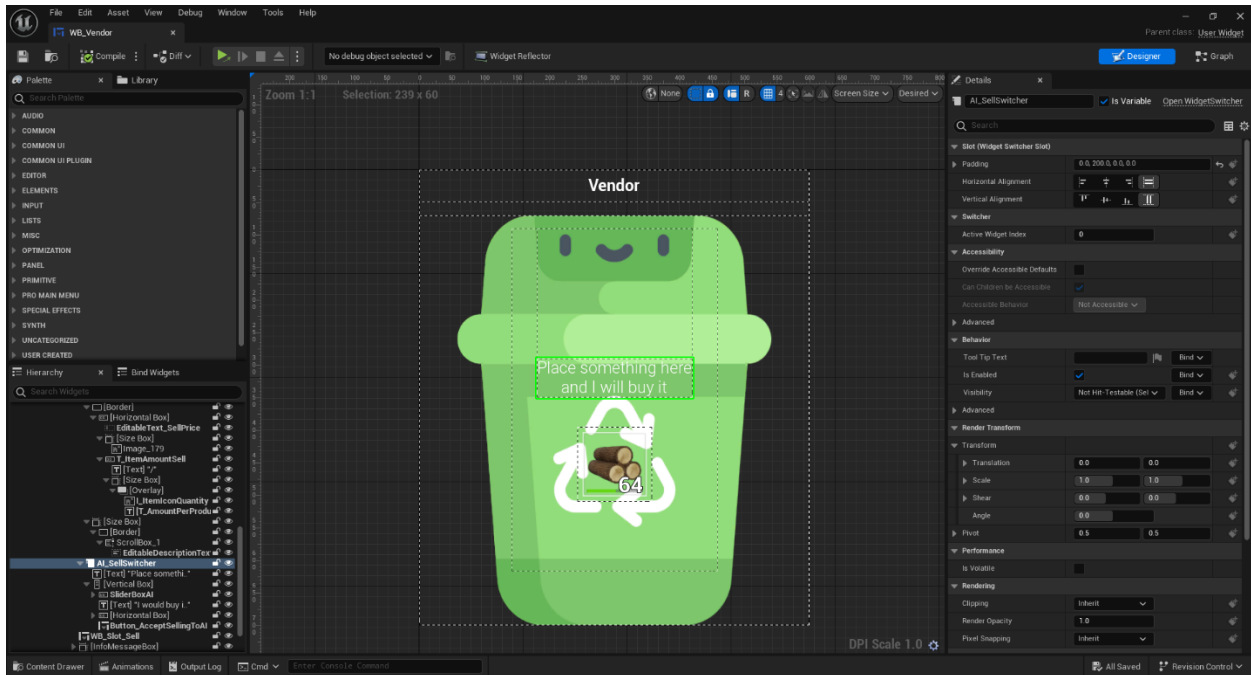 File Edit Asset View Debug Window Tools Help
WB_Vendor
Parent class: User Widget
Compile Diff No debug object selected Widget Reflector Designer Graph
Palette Library
Search Palette
AUDIO
COMMON
COMMON UI
COMMON UI PLUGIN
EDITOR
ELEMENTS
INPUT
LISTS
MISC
OPTIMIZATION
PANEL
PRIMITIVE
PRO MAIN MENU
SPECIAL EFFECTS
SYNTH
UNCATEGORIZED
USER CREATED
Hierarchy Bind Widgets
Search Widgets
[Border]
[Horizontal Box]
EditableText_SellPrice
[Size Box]
Image_179
T_ItemAmountSell
[Text] "/"
[Size Box]
[Overlay]
I_ItemIconQuantity
T_AmountPerProdu
[Size Box]
[Border]
ScrollBox_1
EditableDescriptionTex
AI_SellSwitcher
[Text] "Place somethi.."
[Vertical Box]
SliderBoxAI
[Text] "I would buy i.."
[Horizontal Box]
Button_AcceptSellingToAI
WB_Slot_Sell
[InfoMessageBox]
Zoom 1:1 Selection: 239 x 60
None R 4 Screen Size Desired
Vendor
Place something here
and I will buy it
64
DPI Scale 1.0
Details
AI_SellSwitcher Is Variable Open WidgetSwitcher
Search
Slot (Widget Switcher Slot)
Padding 0.0, 200.0, 0.0, 0.0
Horizontal Alignment
Vertical Alignment
Switcher
Active Widget Index 0
Accessibility
Override Accessible Defaults
Can Children be Accessible
Accessible Behavior Not Accessible
Advanced
Behavior
Tool Tip Text Bind
Is Enabled Bind
Visibility Not Hit-Testable (Sel Bind
Advanced
Render Transform
Transform
Translation 0.0 0.0
Scale 1.0 1.0
Shear 0.0 0.0
Angle 0.0
Pivot 0.5 0.5
Performance
Is Volatile
Rendering
Clipping Inherit
Render Opacity 1.0
Pixel Snapping Inherit
Content Drawer Animations Output Log Cmd Enter Console Command All Saved Revision Control